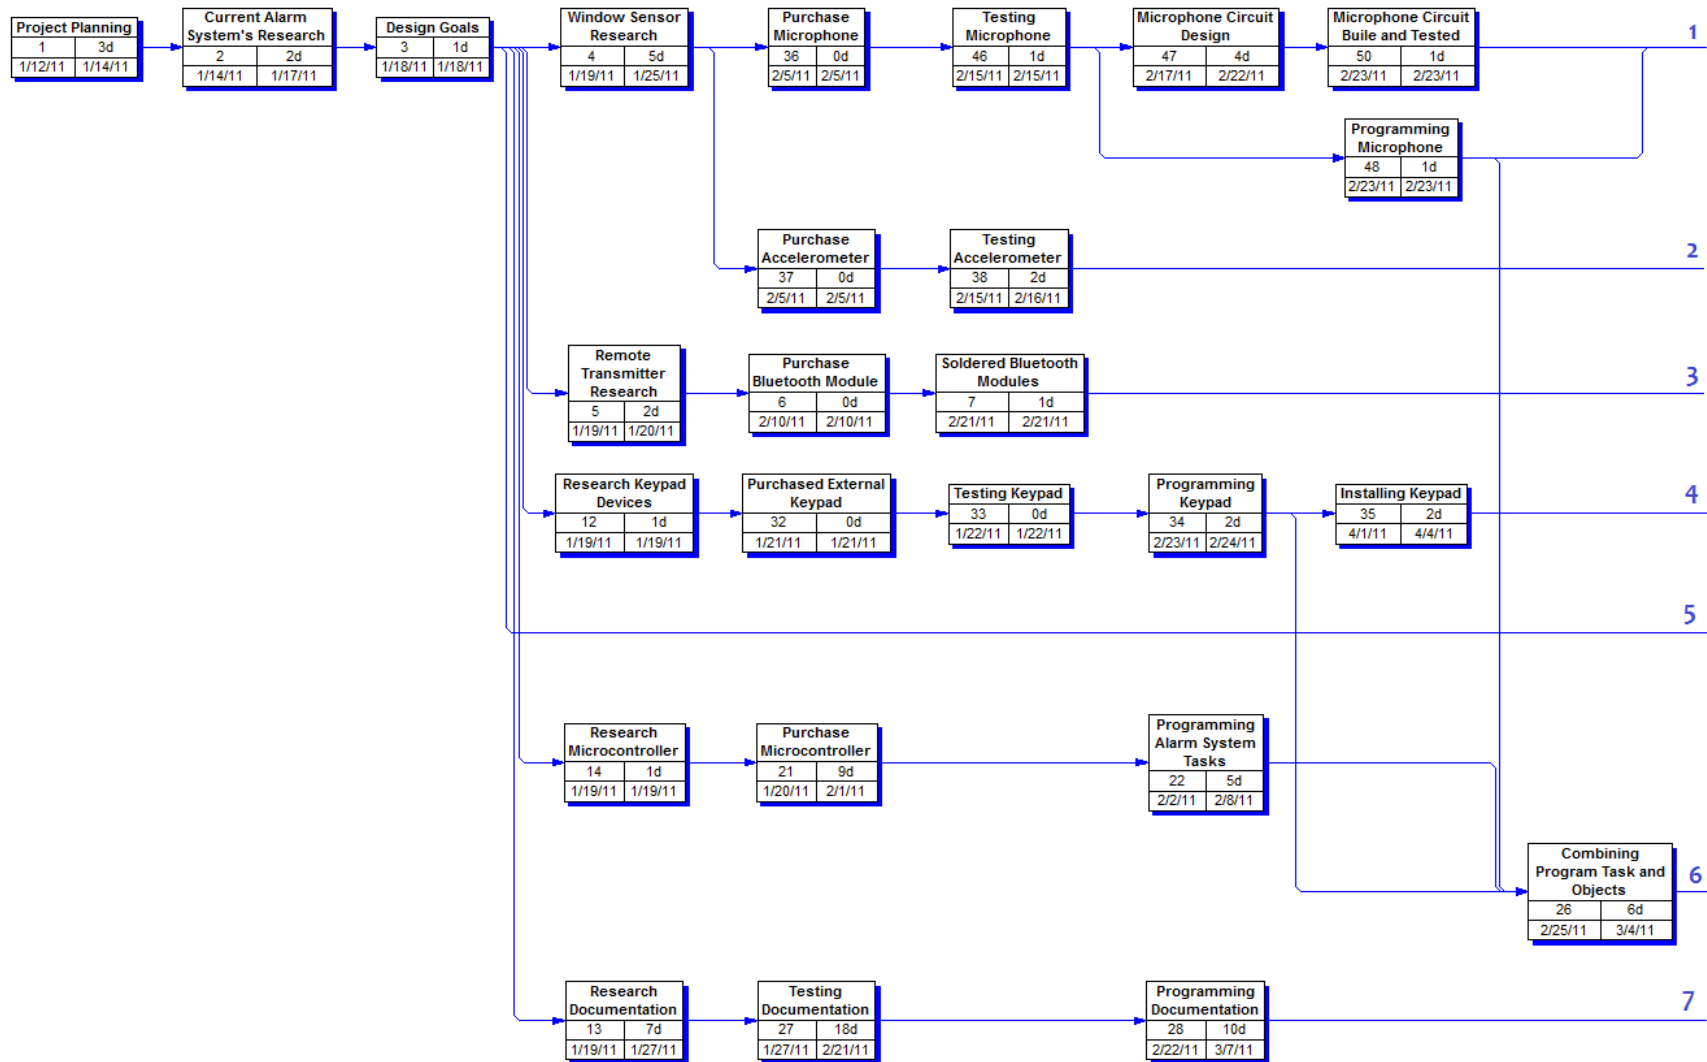 Project Planning
1 3d
1/12/11 1/14/11
Current Alarm
System's Research
2 2d
1/14/11 1/17/11
Design Goals
3 1d
1/18/11 1/18/11
Window Sensor
Research
4 5d
1/19/11 1/25/11
Purchase
Microphone
36 0d
2/5/11 2/5/11
Testing
Microphone
46 1d
2/15/11 2/15/11
Microphone Circuit
Design
47 4d
2/17/11 2/22/11
Microphone Circuit
Buile and Tested
50 1d
2/23/11 2/23/11
1
Programming
Microphone
48 1d
2/23/11 2/23/11
Purchase
Accelerometer
37 0d
2/5/11 2/5/11
Testing
Accelerometer
38 2d
2/15/11 2/16/11
2
Remote
Transmitter
Research
5 2d
1/19/11 1/20/11
Purchase
Bluetooth Module
6 0d
2/10/11 2/10/11
Soldered Bluetooth
Modules
7 1d
2/21/11 2/21/11
3
Research Keypad
Devices
12 1d
1/19/11 1/19/11
Purchased External
Keypad
32 0d
1/21/11 1/21/11
Testing Keypad
33 0d
1/22/11 1/22/11
Programming
Keypad
34 2d
2/23/11 2/24/11
Installing Keypad
35 2d
4/1/11 4/4/11
4
5
Research
Microcontroller
14 1d
1/19/11 1/19/11
Purchase
Microcontroller
21 9d
1/20/11 2/1/11
Programming
Alarm System
Tasks
22 5d
2/2/11 2/8/11
Combining
Program Task and
Objects
26 6d
2/25/11 3/4/11
6
Research
Documentation
13 7d
1/19/11 1/27/11
Testing
Documentation
27 18d
1/27/11 2/21/11
Programming
Documentation
28 10d
2/22/11 3/7/11
7